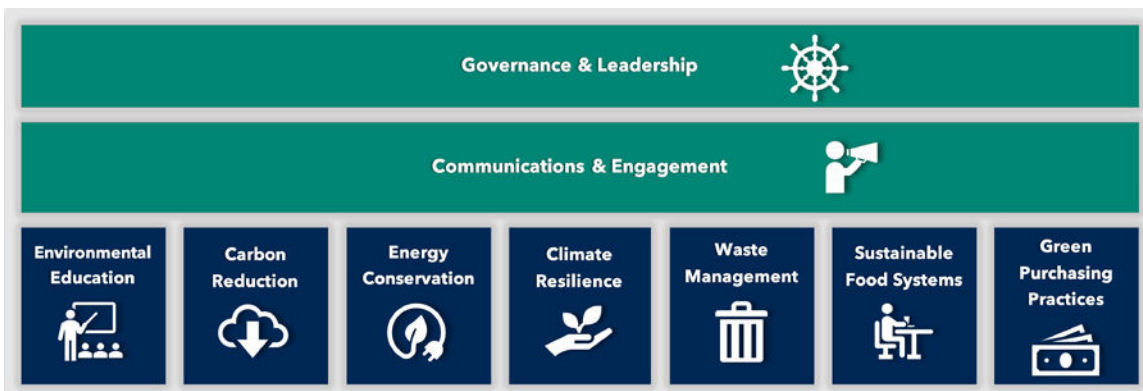 Governance & Leadership
Communications & Engagement
Environmental
Education
Carbon
Reduction
Energy
Conservation
Climate
Resilience
Waste
Management
Sustainable
Food Systems
Green
Purchasing
Practices